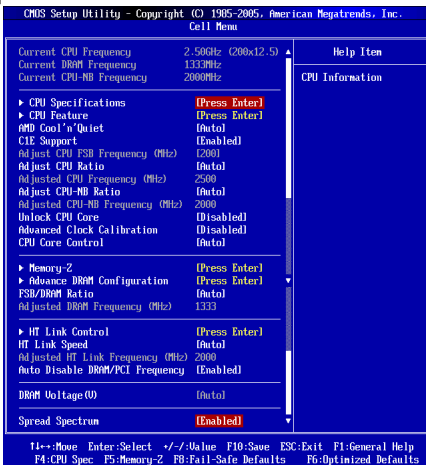 CMOS Setup Utility - Copyright (C) 1985-2005, American Megatrends, Inc.
Cell Menu
Current CPU Frequency 2.50GHz (200x12.5)
Current DRAM Frequency 1333MHz
Current CPU-NB Frequency 2000MHz
▶ CPU Specifications [Press Enter]
▶ CPU Feature [Press Enter]
AMD Cool'n'Quiet [Auto]
C1E Support [Enabled]
Adjust CPU FSB Frequency (MHz) [200]
Adjust CPU Ratio [Auto]
Adjusted CPU Frequency (MHz) 2500
Adjust CPU-NB Ratio [Auto]
Adjusted CPU-NB Frequency (MHz) 2000
Unlock CPU Core [Disabled]
Advanced Clock Calibration [Disabled]
CPU Core Control [Auto]
▶ Memory-Z [Press Enter]
▶ Advance DRAM Configuration [Press Enter]
FSB/DRAM Ratio [Auto]
Adjusted DRAM Frequency (MHz) 1333
▶ HT Link Control [Press Enter]
HT Link Speed [Auto]
Adjusted HT Link Frequency (MHz) 2000
Auto Disable DRAM/PCI Frequency [Enabled]
DRAM Voltage(V) [Auto]
Spread Spectrum [Enabled]
Help Item
CPU Information
↑↓←→:Move Enter:Select +/-/:Value F10:Save ESC:Exit F1:General Help
F4:CPU Spec F5:Memory-Z F8:Fail-Safe Defaults F6:Optimized Defaults